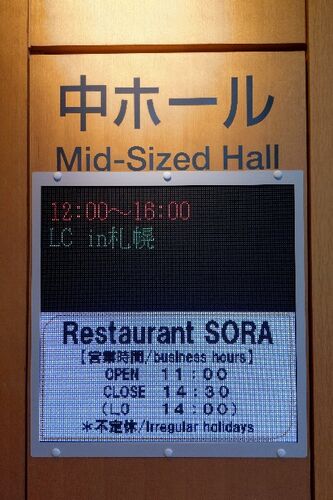 中ホール
Mid-Sized Hall
12:00～16:00
LC in札幌
Restaurant SORA
【営業時間/business hours】
OPEN 11:00
CLOSE 14:30
(LO 14:00)
*不定休/Irregular holidays